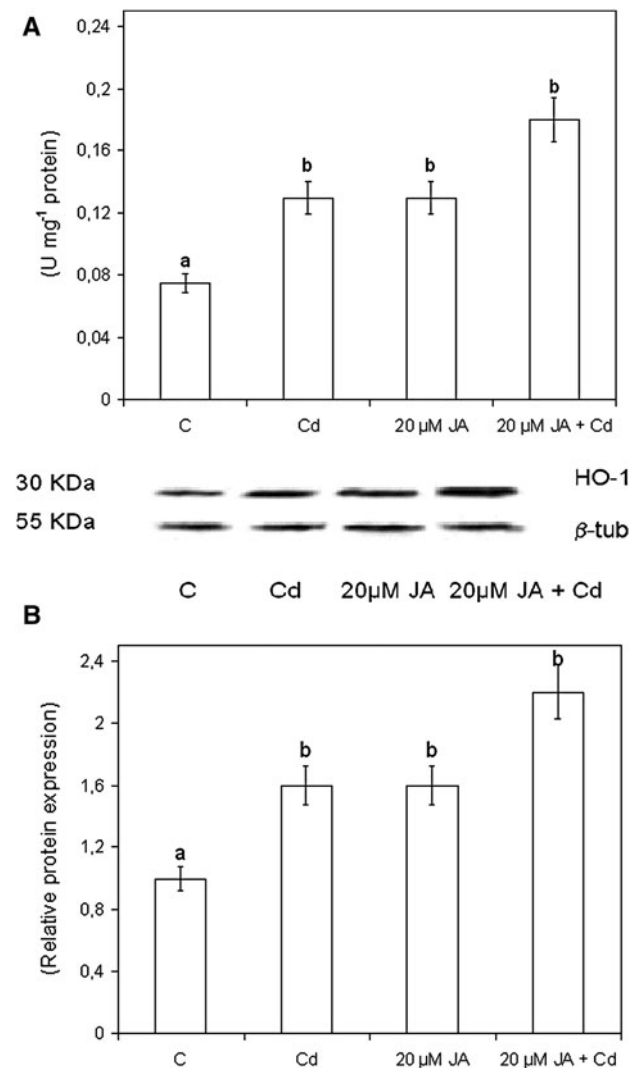 A
0,24
0,2
0,16
0,12
0,08
0,04
0
(U mg-1 protein)
a
b
b
b
C Cd 20 µM JA 20 µM JA + Cd
30 KDa HO-1
55 KDa β-tub
C Cd 20µM JA 20µM JA + Cd
B
2,4
2
1,6
1,2
0,8
0,4
0
(Relative protein expression)
a
b
b
b
C Cd 20 µM JA 20 µM JA + Cd